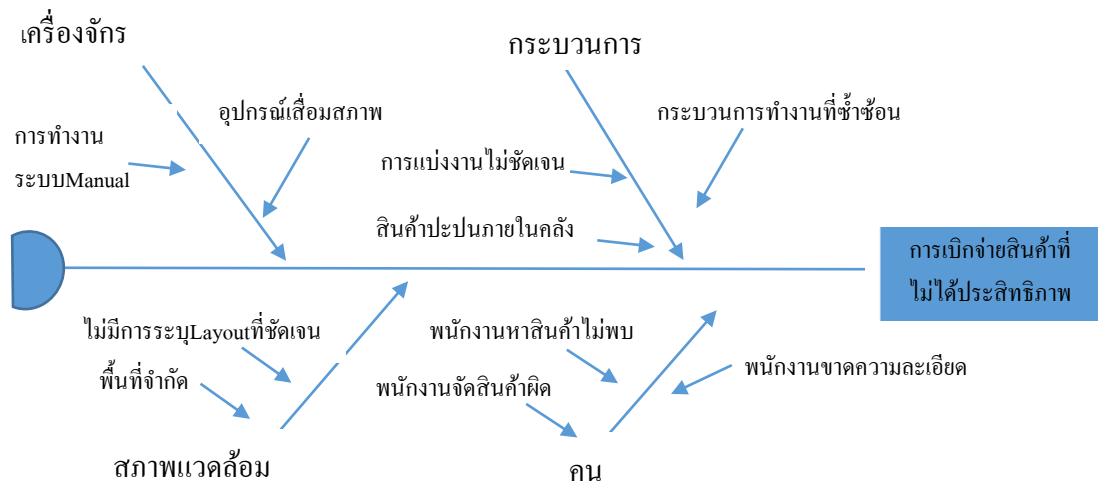 เครื่องจักร
กระบวนการ
อุปกรณ์เสื่อมสภาพ
กระบวนการทำงานที่ซ้ำซ้อน
การทำงาน
ระบบManual
การแบ่งงานไม่ชัดเจน
สินค้าปะปนภายในคลัง
การเบิกจ่ายสินค้าที่
ไม่ได้ประสิทธิภาพ
ไม่มีการระบุLayoutที่ชัดเจน
พื้นที่จำกัด
พนักงานหาสินค้าไม่พบ
พนักงานจัดสินค้าผิด
พนักงานขาดความละเอียด
สภาพแวดล้อม
คน